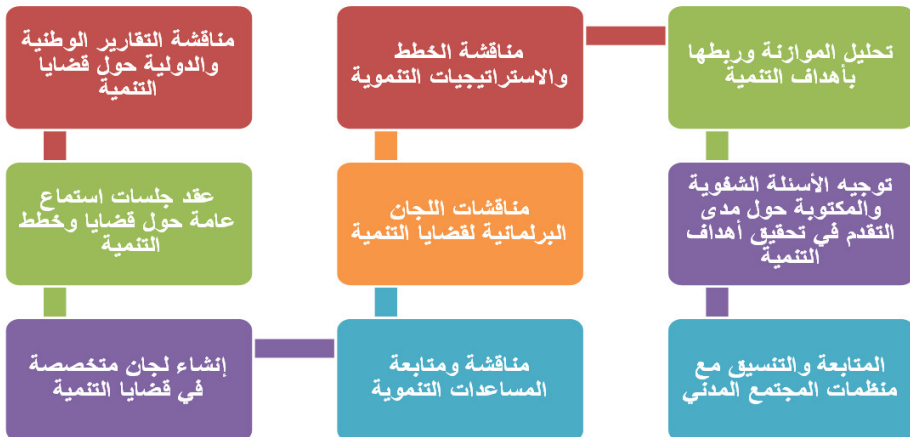 مناقشة التقارير الوطنية
والدولية حول قضايا
التنمية
عقد جلسات استماع
عامة حول قضايا وخطط
التنمية
إنشاء لجان متخصصة
في قضايا التنمية
مناقشة ومتابعة
المساعدات التنموية
مناقشات اللجان
البرلمانية لقضايا التنمية
مناقشة الخطط
والاستراتيجيات التنموية
تحليل الموازنة وربطها
بأهداف التنمية
توجيه الأسئلة الشفوية
والمكتوبة حول مدى
التقدم في تحقيق أهداف
التنمية
المتابعة والتنسيق مع
منظمات المجتمع المدني